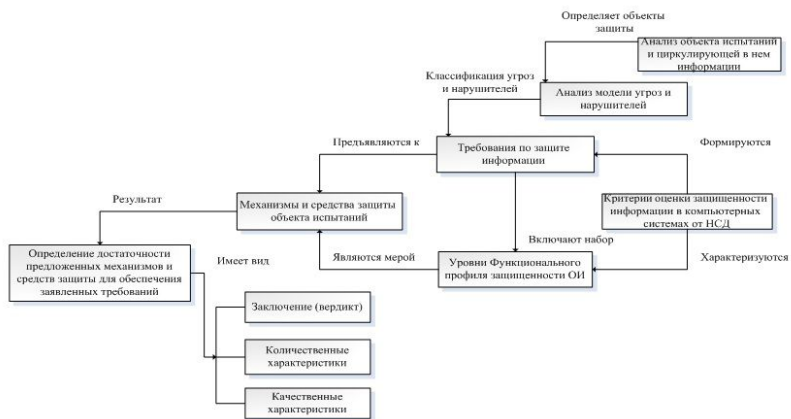 Определяет объекты
защиты
Анализ объекта испытаний
и циркулирующей в нем
информации
Классификация угроз
и нарушителей
Анализ модели угроз и
нарушителей
Предъявляются к
Требования по защите
информации
Формируются
Результат
Механизмы и средства защиты
объекта испытаний
Критерии оценки защищенности
информации в компьютерных
системах от НСД
Определение достаточности
предложенных механизмов и
средств защиты для обеспечения
заявленных требований
Имеет вид
Являются мерой
Включают набор
Уровни Функционального
профиля защищенности ОИ
Характеризуются
Заключение (вердикт)
Количественные
характеристики
Качественные
характеристики